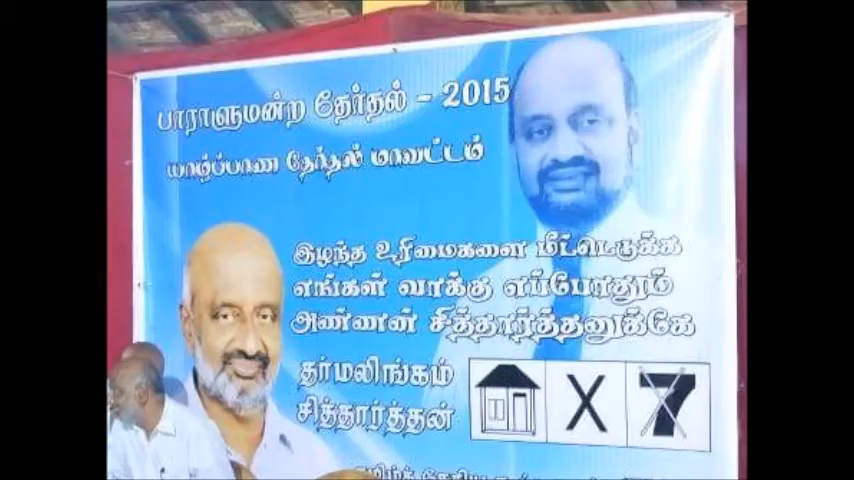 பாராளுமன்ற தேர்தல் - 2015
யாழ்ப்பாண தேர்தல் மாவட்டம்
இழந்த உரிமைகளை மீட்டெடுக்க
எங்கள் வாக்கு எப்போதும்
அண்ணன் சித்தார்த்தனுக்கே
தர்மலிங்கம்
சித்தார்த்தன்
X 7